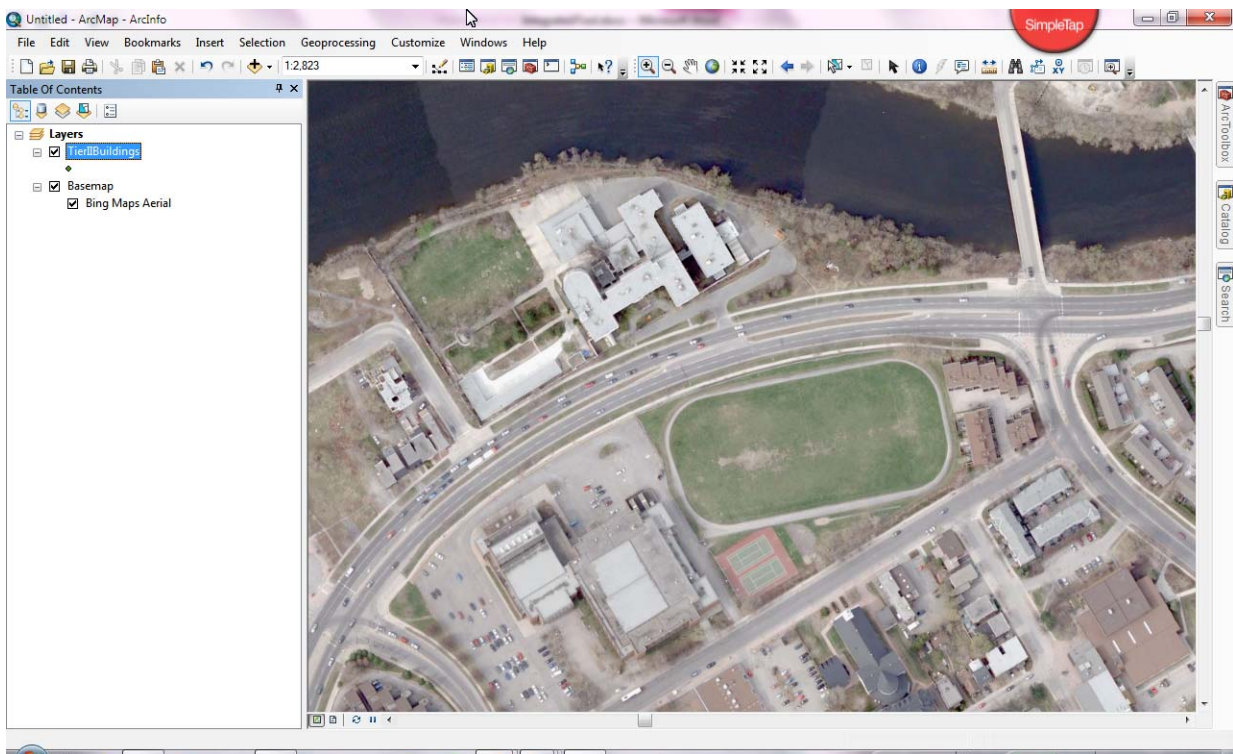 Untitled - ArcMap - ArcInfo
SimpleTap
File Edit View Bookmarks Insert Selection Geoprocessing Customize Windows Help
1:2,823
Table Of Contents
Layers
TierIIBuildings
Basemap
Bing Maps Aerial
ArcToolbox
Catalog
Search